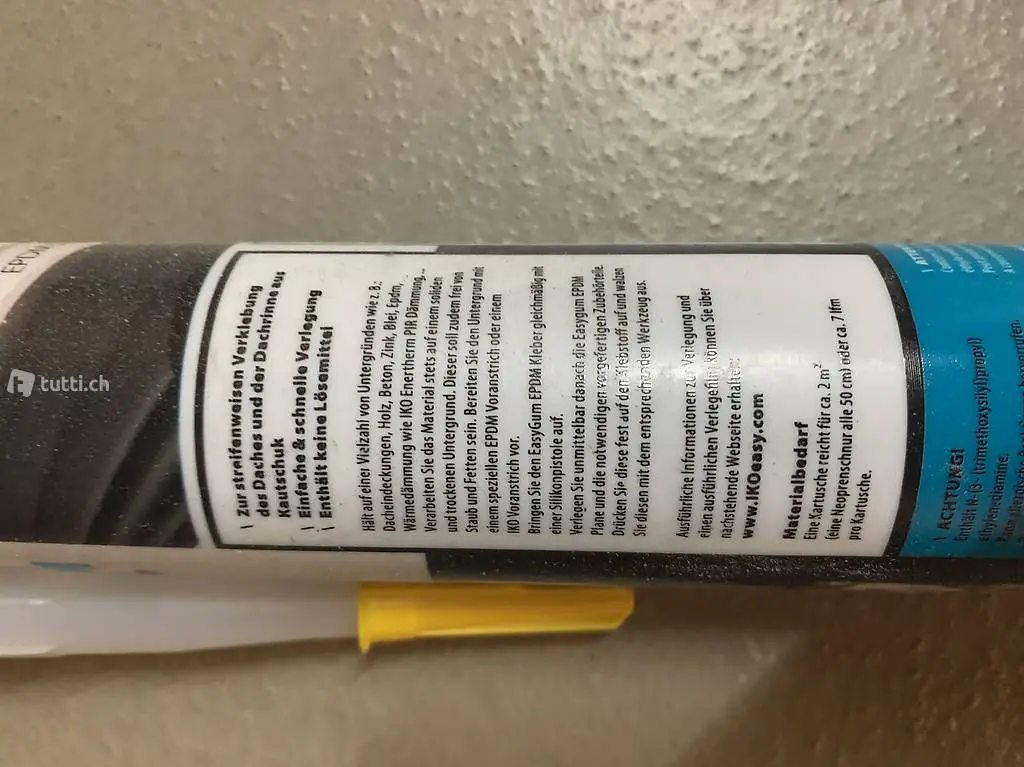 EPDM
tutti.ch
\ Zur streifenweisen Verklebung
des Daches und der Dachrinne aus
Kautschuk
\ Einfache & schnelle Verlegung
\ Enthält keine Lösemittel
Hält auf einer Vielzahl von Untergründen wie z. B.:
Dacheindeckungen, Holz, Beton, Zink, Blei, Epdm,
Wärmedämmung wie IKO Enertherm PIR Dämmung,...
Verarbeiten Sie das Material stets auf einem soliden
und trockenen Untergrund. Dieser soll zudem frei von
Staub und Fetten sein. Bereiten Sie den Untergrund mit
einem speziellen EPDM Voranstrich oder einem
IKO Voranstrich vor.
Bringen Sie den EasyGum EPDM Kleber gleichmäßig mit
einer Silikonpistole auf.
Verlegen Sie unmittelbar danach die Easygum EPDM
Plane und die notwendigen vorgefertigen Zubehörteile.
Drücken Sie diese fest auf den Klebstoff auf und walzen
Sie diesen mit dem entsprechenden Werkzeug aus.
Ausführliche Informationen zur Verlegung und
einen ausführlichen Verlegefilm können Sie über
nachstehende Webseite erhalten:
www.IKOeasy.com
Materialbedarf
Eine Kartusche reicht für ca. 2 m²
(eine Neoprenschnur alle 50 cm) oder ca. 7 lfm
pro Kartusche.
\ ACHTUNG!
Enthält N-(3-(trimethoxysilyl)propyl)
ethylendiamine.